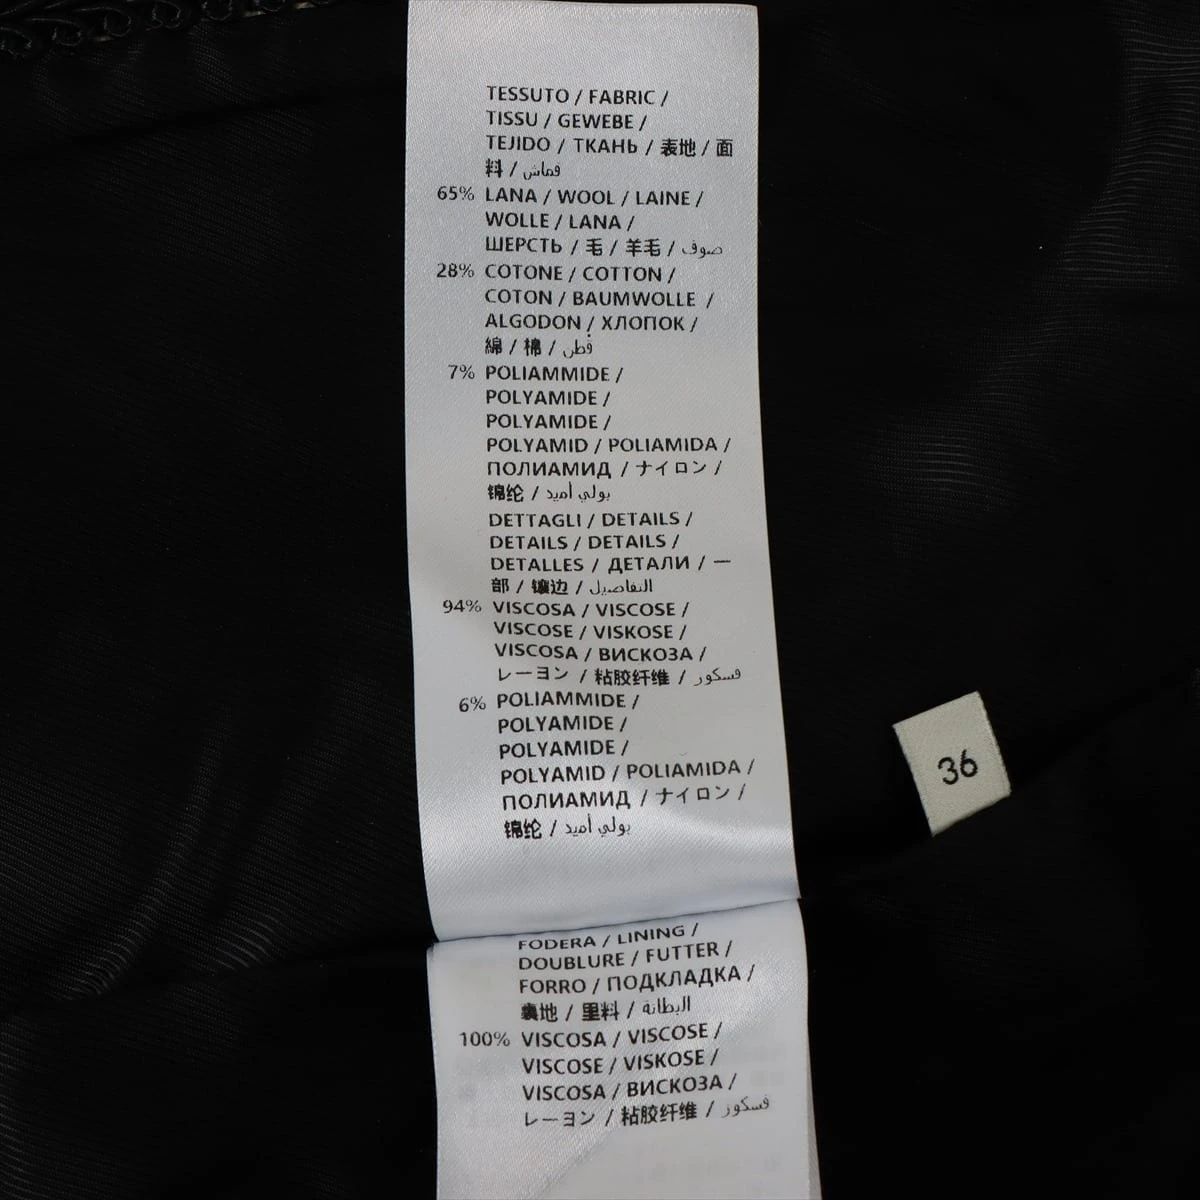 TESSUTO / FABRIC /
TISSU / GEWEBE /
TEJIDO / ТКАНЬ / 表地 / 面
料 / قماش
65% LANA / WOOL / LAINE /
WOLLE / LANA /
ШЕРСТЬ / 毛 / 羊毛 / صوف
28% COTONE / COTTON /
COTON / BAUMWOLLE /
ALGODON / ХЛОПОК /
綿 / 棉 / قطن
7% POLIAMMIDE /
POLYAMIDE /
POLYAMIDE /
POLYAMID / POLIAMIDA /
ПОЛИАМИД / ナイロン /
锦纶 / بولي أميد
DETTAGLI / DETAILS /
DETAILS / DETAILS /
DETALLES / ДЕТАЛИ / 一
部 / 镶边 / التفاصيل
94% VISCOSA / VISCOSE /
VISCOSE / VISKOSE /
VISCOSA / ВИСКОЗА /
レーヨン / 粘胶纤维 / فسكوز
6% POLIAMMIDE /
POLYAMIDE /
POLYAMIDE /
POLYAMID / POLIAMIDA /
ПОЛИАМИД / ナイロン /
锦纶 / بولي أميد
FODERA / LINING /
DOUBLURE / FUTTER /
FORRO / ПОДКЛАДКА /
裏地 / 里料 / البطانة
100% VISCOSA / VISCOSE /
VISCOSE / VISKOSE /
VISCOSA / ВИСКОЗА /
レーヨン / 粘胶纤维 / فسكوز
36